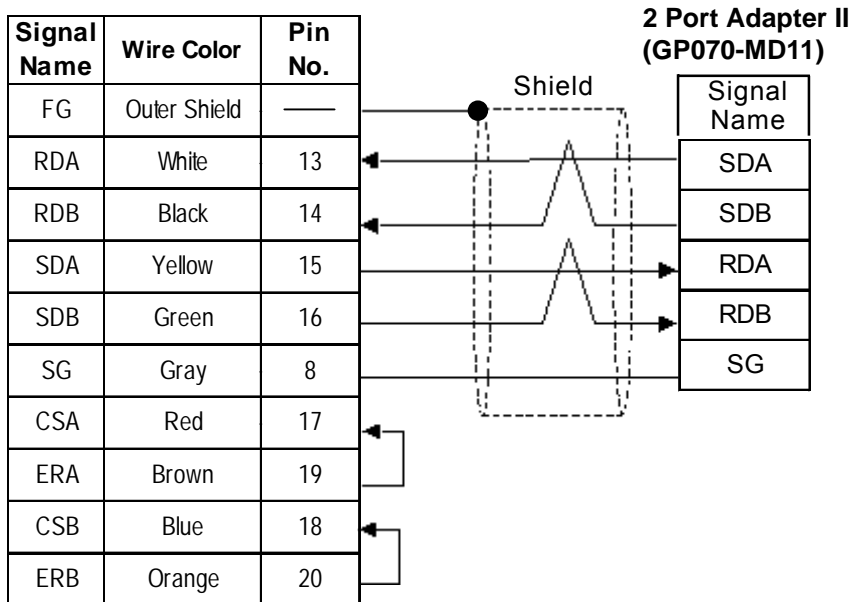 2 Port Adapter II
(GP070-MD11)
Signal Name Wire Color Pin No.
FG Outer Shield ——
RDA White 13
RDB Black 14
SDA Yellow 15
SDB Green 16
SG Gray 8
CSA Red 17
ERA Brown 19
CSB Blue 18
ERB Orange 20
Shield
Signal
Name
SDA
SDB
RDA
RDB
SG